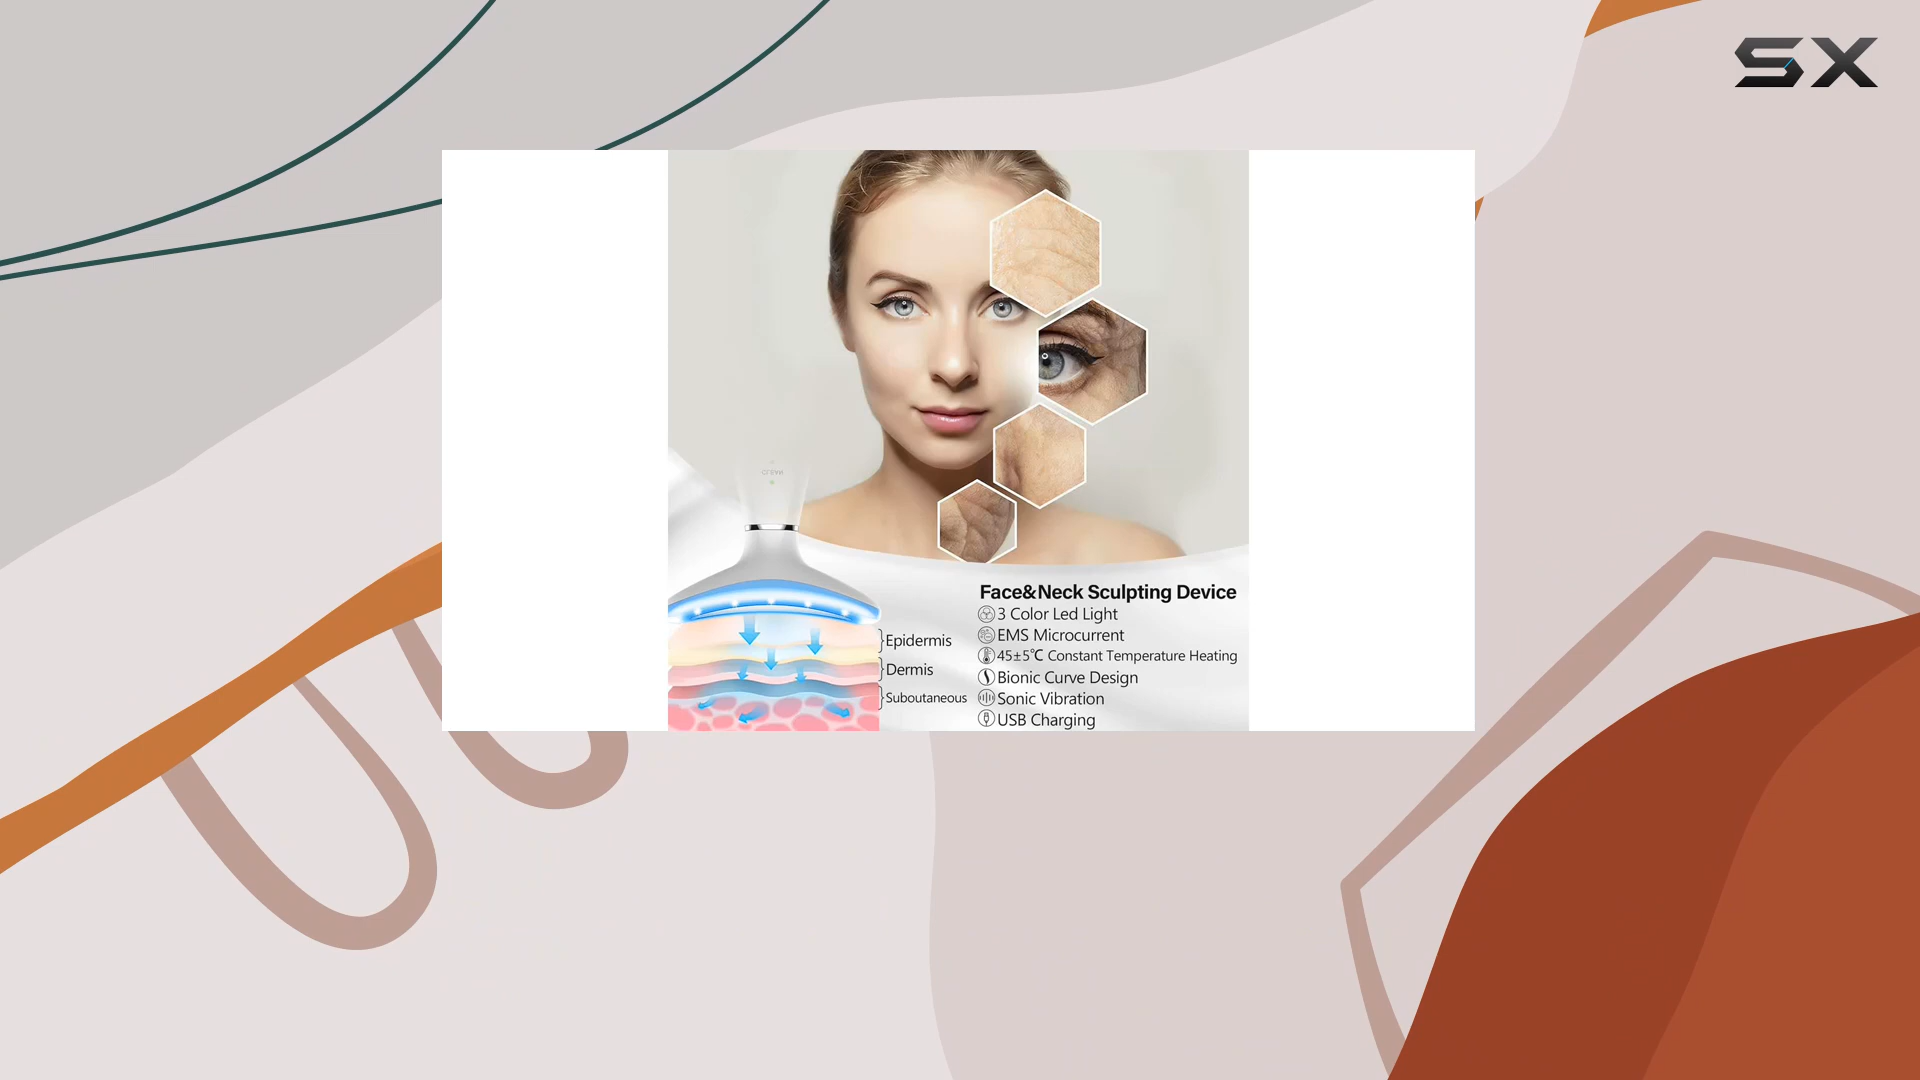 SX
Face&Neck Sculpting Device
3 Color Led Light
EMS Microcurrent
45±5℃ Constant Temperature Heating
Bionic Curve Design
Sonic Vibration
USB Charging
Epidermis
Dermis
Suboutaneous